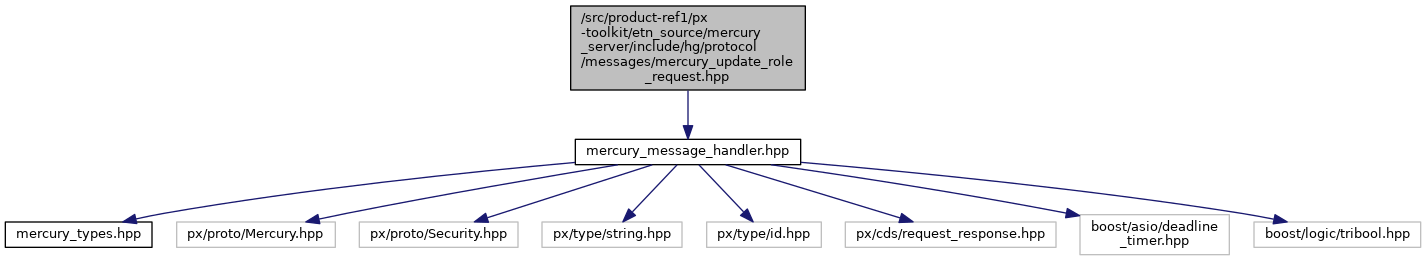 /src/product-ref1/px
-toolkit/etn_source/mercury
_server/include/hg/protocol
/messages/mercury_update_role
_request.hpp
mercury_message_handler.hpp
mercury_types.hpp
px/proto/Mercury.hpp
px/proto/Security.hpp
px/type/string.hpp
px/type/id.hpp
px/cds/request_response.hpp
boost/asio/deadline
_timer.hpp
boost/logic/tribool.hpp